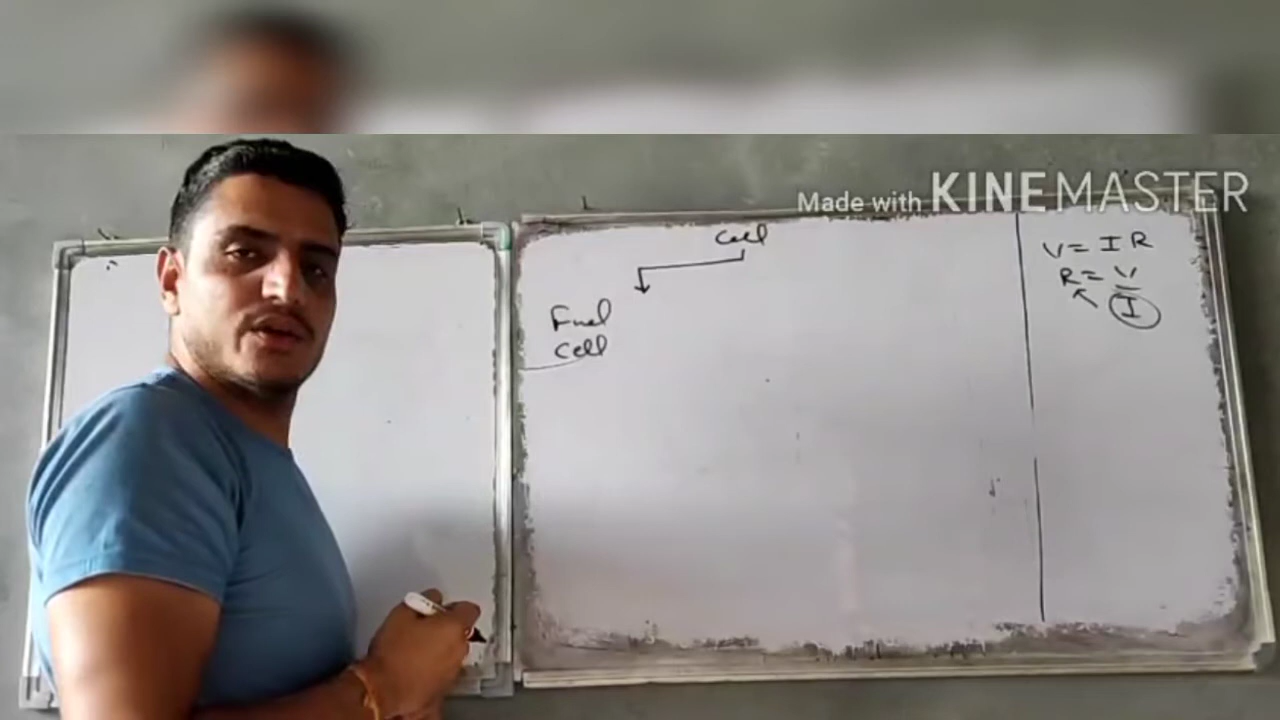 Made with KINEMASTER
Cell
Fuel
Cell
V = I R
R = V
I